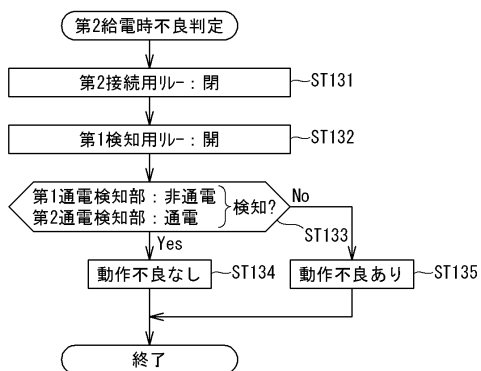 第2給電時不良判定
第2接続用リレー：閉
ST131
第1検知用リレー：開
ST132
第1通電検知部：非通電
第2通電検知部：通電
検知?
No
ST133
Yes
動作不良なし
ST134
動作不良あり
ST135
終了